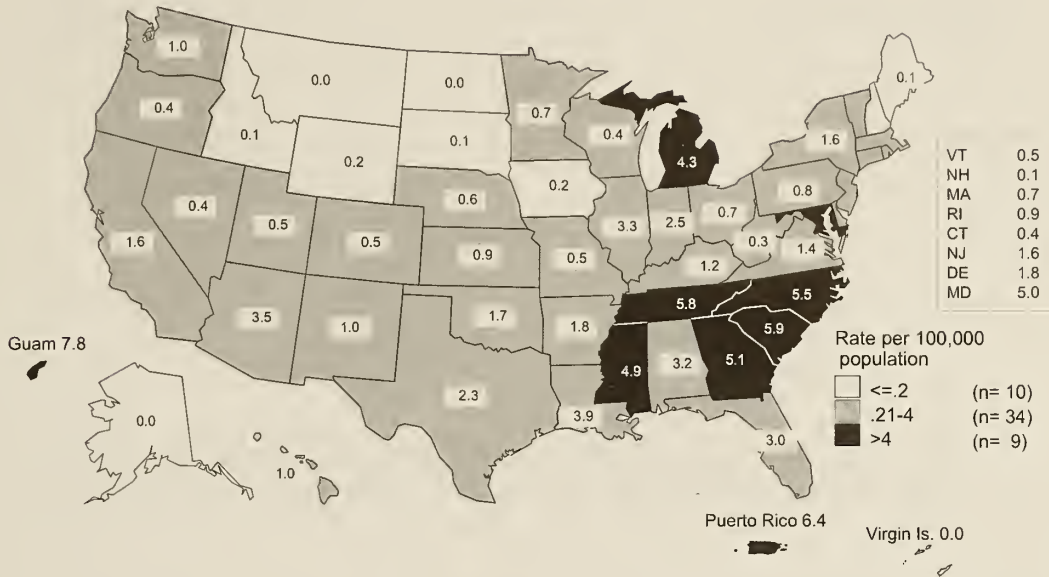 1.0
0.0
0.0
0.7
0.1
0.4
0.1
0.1
0.4
1.6
0.2
4.3
VT 0.5
NH 0.1
MA 0.7
RI 0.9
CT 0.4
NJ 1.6
DE 1.8
MD 5.0
0.2
0.8
0.6
0.4
0.7
3.3
2.5
1.6
0.5
0.5
0.3
1.4
0.9
0.5
1.2
5.8
5.5
3.5
1.0
1.7
1.8
5.9
Guam 7.8
Rate per 100,000
population
4.9
3.2
5.1
<=.2 (n= 10)
2.3
.21-4 (n= 34)
3.9
0.0
3.0
>4 (n= 9)
1.0
Puerto Rico 6.4
Virgin Is. 0.0